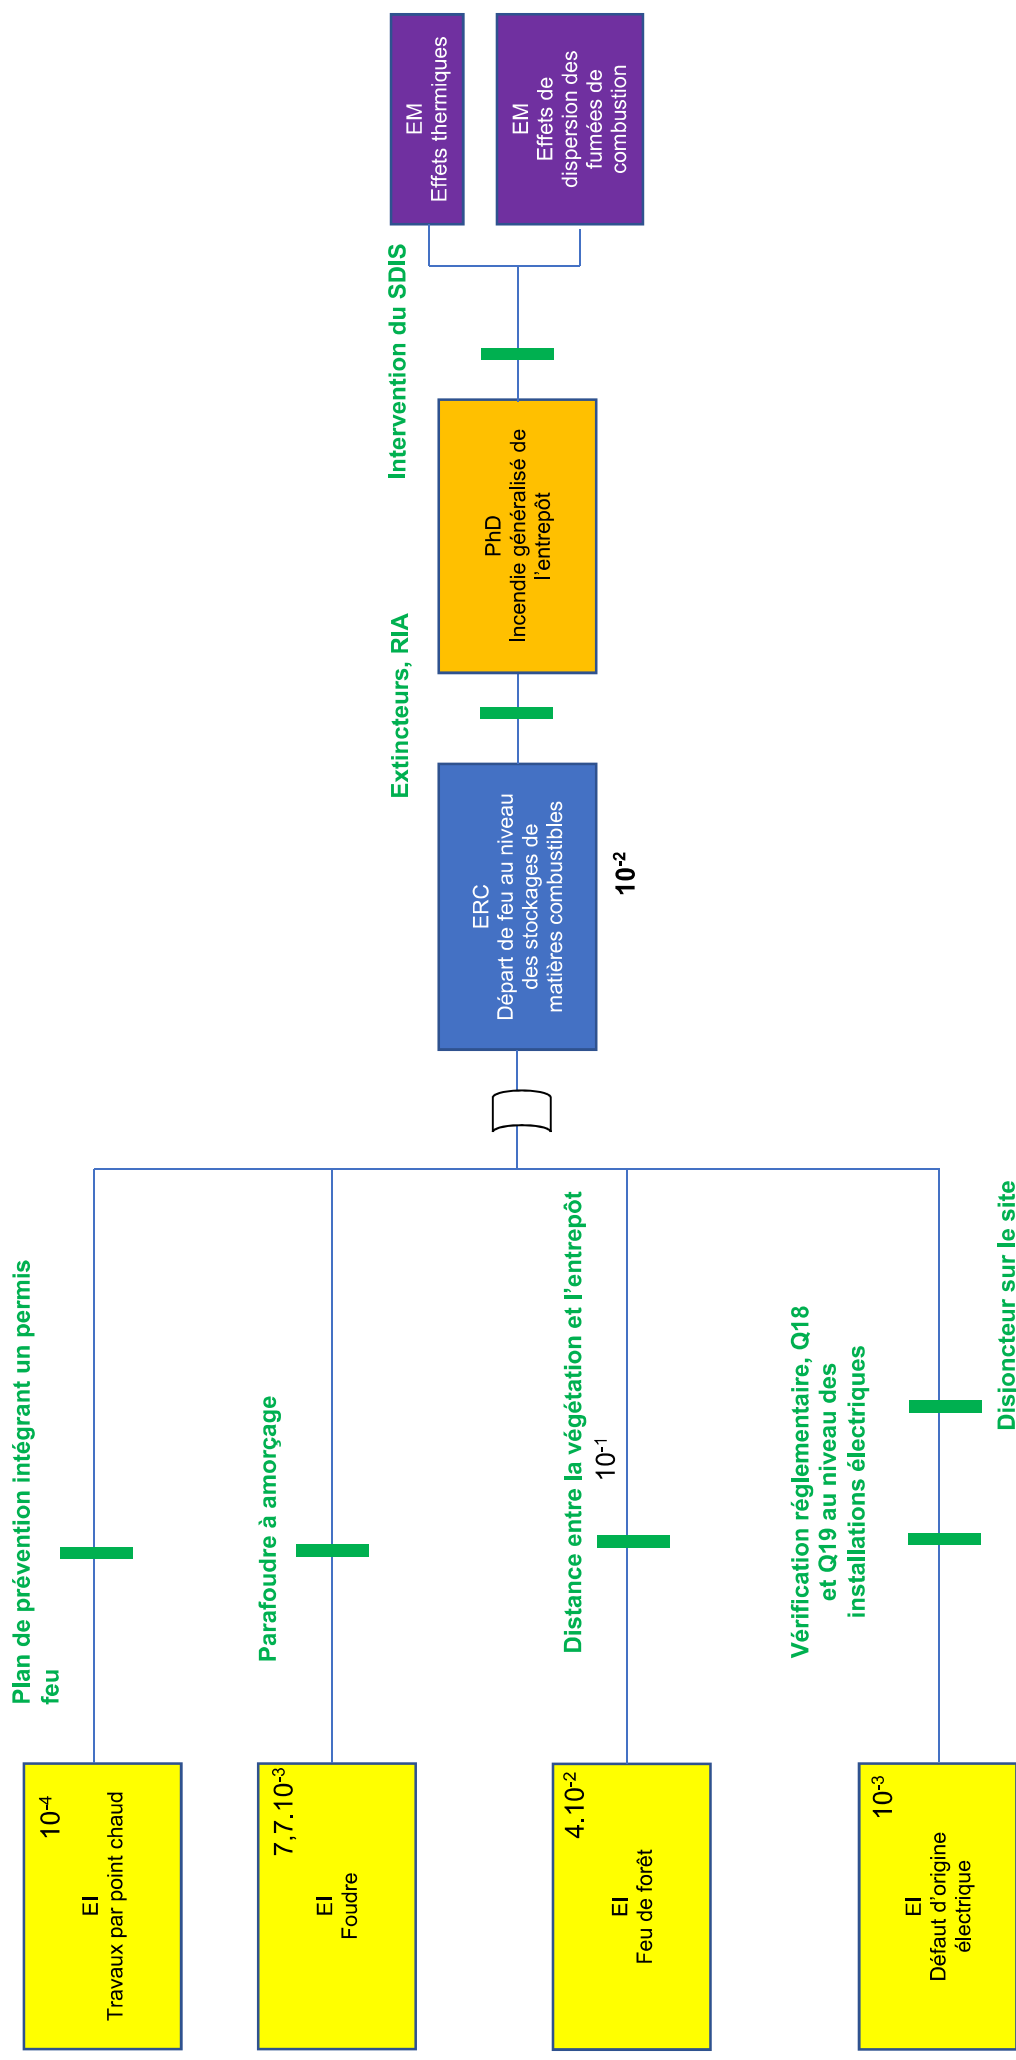 Plan de prévention intégrant un permis
feu
10-4
EI
Travaux par point chaud
Parafoudre à amorçage
7,7.10-3
EI
Foudre
Distance entre la végétation et l'entrepôt
10-1
4.10-2
EI
Feu de forêt
Vérification réglementaire, Q18
et Q19 au niveau des
installations électriques
Disjoncteur sur le site
10-3
EI
Défaut d'origine
électrique
ERC
Départ de feu au niveau
des stockages de
matières combustibles
10-2
Extincteurs, RIA
PhD
Incendie généralisé de
l'entrepôt
Intervention du SDIS
EM
Effets thermiques
EM
Effets de
dispersion des
fumées de
combustion